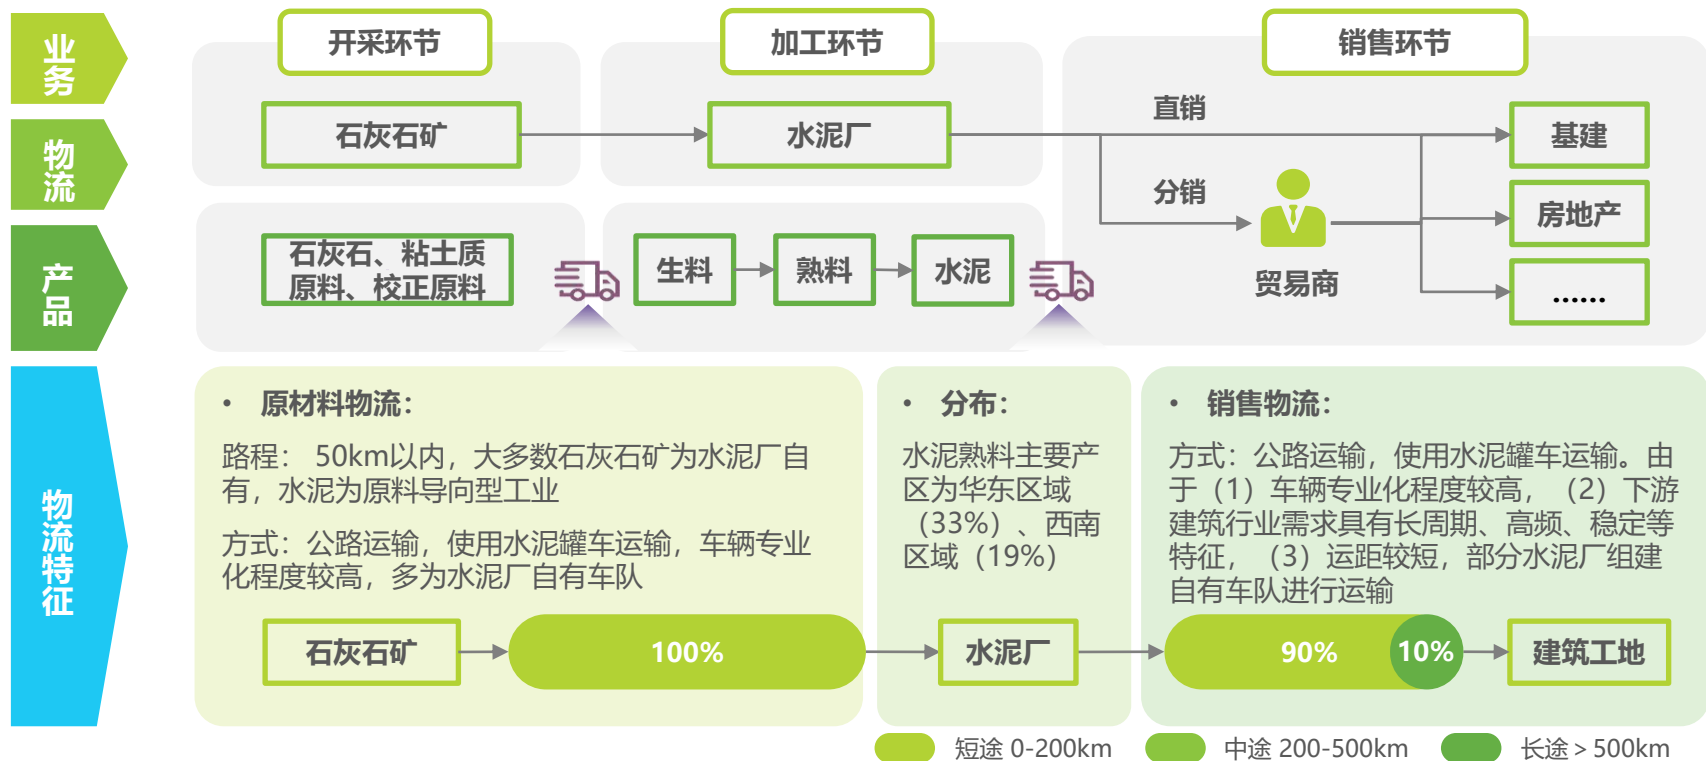 业务
开采环节
加工环节
销售环节
物流
石灰石矿
水泥厂
直销
分销
贸易商
基建
房地产
……
产品
石灰石、粘土质
原料、校正原料
生料
熟料
水泥
物流特征
• 原材料物流：
路程： 50km以内，大多数石灰石矿为水泥厂自
有，水泥为原料导向型工业
方式：公路运输，使用水泥罐车运输，车辆专业
化程度较高，多为水泥厂自有车队
• 分布：
水泥熟料主要产
区为华东区域
（33%）、西南
区域（19%）
• 销售物流：
方式：公路运输，使用水泥罐车运输。由
于（1）车辆专业化程度较高，（2）下游
建筑行业需求具有长周期、高频、稳定等
特征，（3）运距较短，部分水泥厂组建
自有车队进行运输
石灰石矿
100%
水泥厂
90%
10%
建筑工地
短途 0-200km
中途 200-500km
长途＞500km